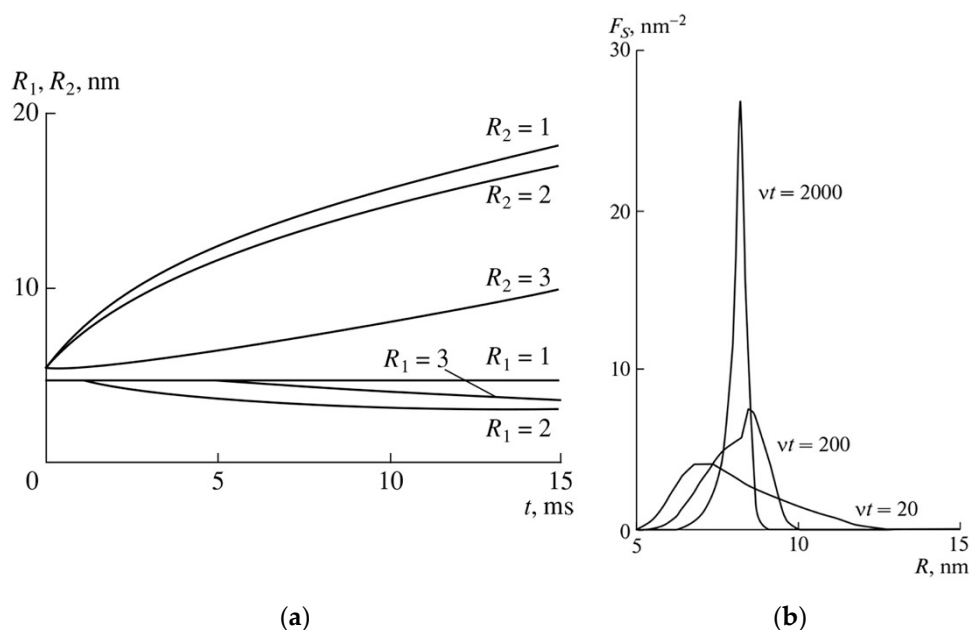 R₁, R₂, nm
20
10
0
5
10
15
t, ms
R₂ = 1
R₂ = 2
R₂ = 3
R₁ = 3
R₁ = 1
R₁ = 2
(a)
F_S, nm⁻²
30
20
10
0
5
10
15
R, nm
νt = 2000
νt = 200
νt = 20
(b)